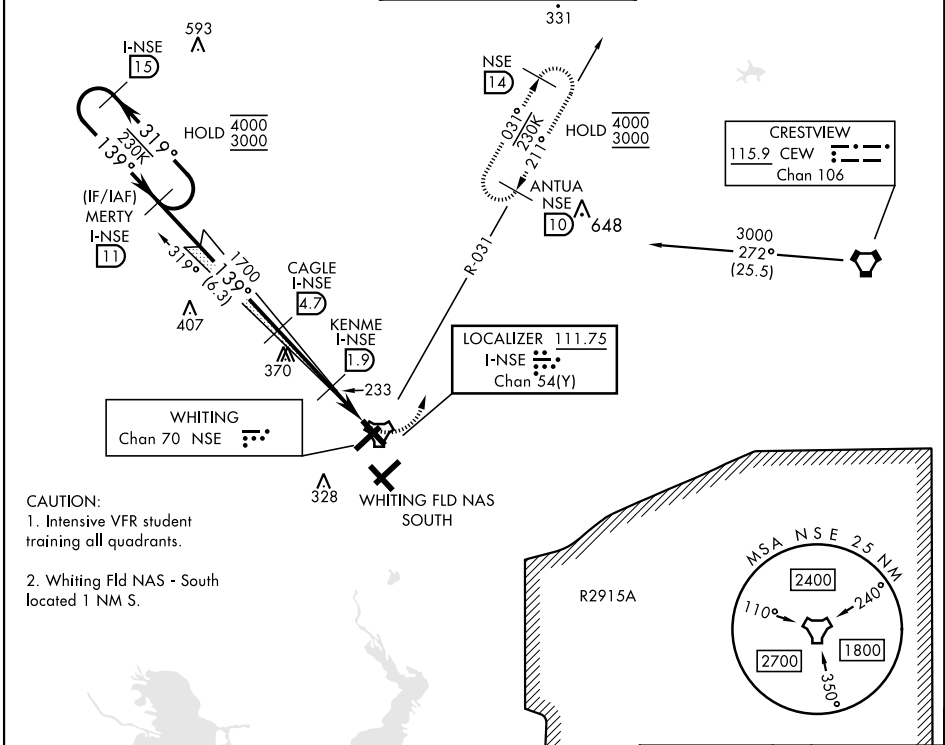 331
593
I-NSE
15
319°
230K
139°
HOLD 4000
3000
NSE
14
031°
230K
211°
HOLD 4000
3000
CRESTVIEW
115.9 CEW
Chan 106
(IF/IAF)
MERTY
I-NSE
11
ANTUA
NSE
10
648
3000
272°
(25.5)
R-031
1700
139°
319° (6.3)
CAGLE
I-NSE
4.7
407
KENME
I-NSE
1.9
370
233
LOCALIZER 111.75
I-NSE
Chan 54(Y)
WHITING
Chan 70 NSE
328
WHITING FLD NAS
SOUTH
CAUTION:
1. Intensive VFR student
training all quadrants.
2. Whiting Fld NAS - South
located 1 NM S.
R2915A
MSA NSE 25 NM
2400
110°
240°
2700
1800
350°